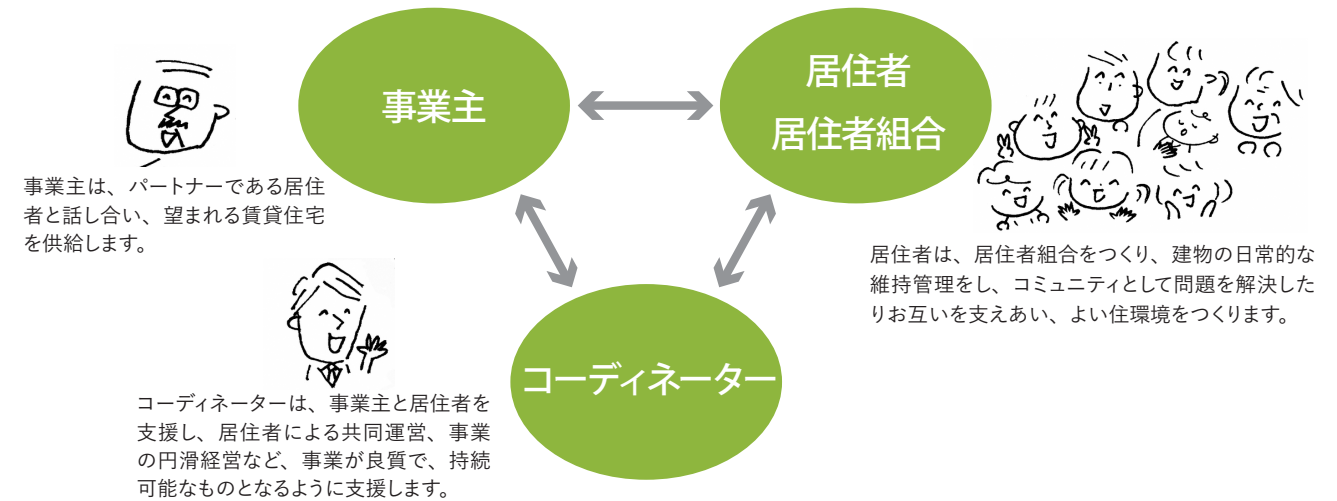 事業主
居住者
居住者組合
事業主は、パートナーである居住
者と話し合い、望まれる賃貸住宅
を供給します。
居住者は、居住者組合をつくり、建物の日常的な
維持管理をし、コミュニティとして問題を解決した
りお互いを支えあい、よい住環境をつくります。
コーディネーター
コーディネーターは、事業主と居住者を
支援し、居住者による共同運営、事業
の円滑経営など、事業が良質で、持続
可能なものとなるように支援します。